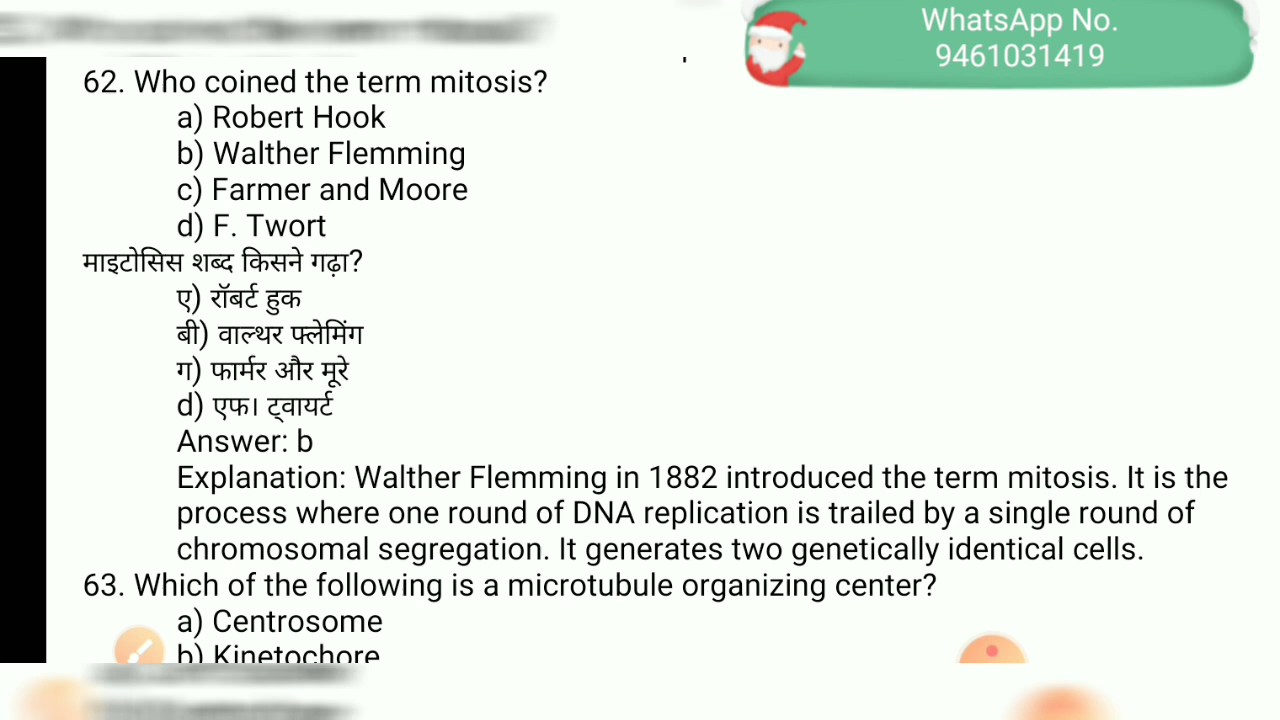 WhatsApp No.
9461031419
62. Who coined the term mitosis?
a) Robert Hook
b) Walther Flemming
c) Farmer and Moore
d) F. Twort
माइटोसिस शब्द किसने गढ़ा?
ए) रॉबर्ट हुक
बी) वाल्थर फ्लेमिंग
ग) फार्मर और मूरे
d) एफ। ट्वायर्ट
Answer: b
Explanation: Walther Flemming in 1882 introduced the term mitosis. It is the
process where one round of DNA replication is trailed by a single round of
chromosomal segregation. It generates two genetically identical cells.
63. Which of the following is a microtubule organizing center?
a) Centrosome
b) Kinetochore